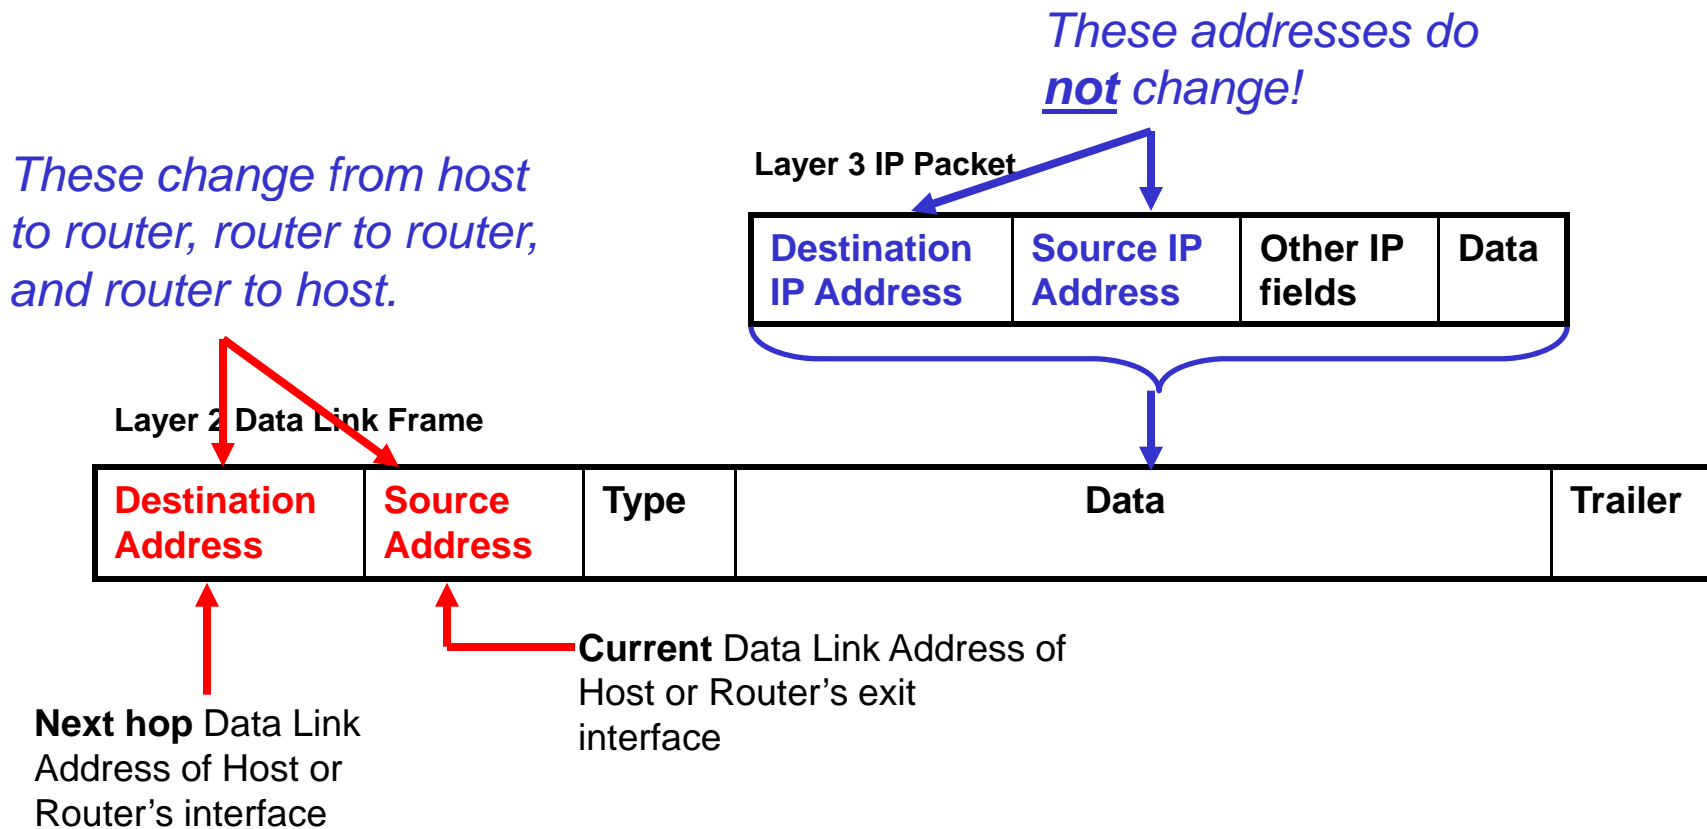 These addresses do
not change!
These change from host
to router, router to router,
and router to host.
Layer 3 IP Packet
Destination
IP Address
Source IP
Address
Other IP
fields
Data
Layer 2 Data Link Frame
Destination
Address
Source
Address
Type
Data
Trailer
Current Data Link Address of
Host or Router’s exit
interface
Next hop Data Link
Address of Host or
Router’s interface